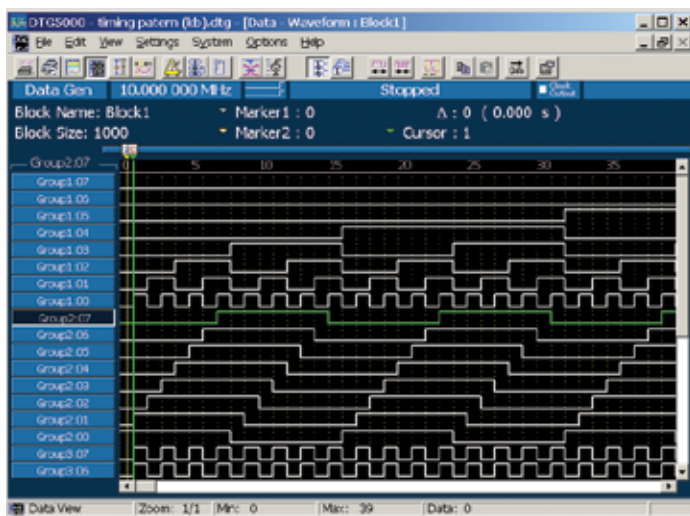 DTG5000 - timing patern (kb).dtg - [Data - Waveform : Block1]
File Edit View Settings System Options Help
Data Gen 10.000 000 MHz Stopped Clock Output
Block Name: Block1 Marker1 : 0 Δ : 0 ( 0.000 s )
Block Size: 1000 Marker2 : 0 Cursor : 1
Group2:07 0 5 10 15 20 25 30 35
Group1:07
Group1:06
Group1:05
Group1:04
Group1:03
Group1:02
Group1:01
Group1:00
Group2:07
Group2:06
Group2:05
Group2:04
Group2:03
Group2:02
Group2:01
Group2:00
Group3:07
Group3:06
Data View Zoom: 1/1 Min: 0 Max: 39 Data: 0